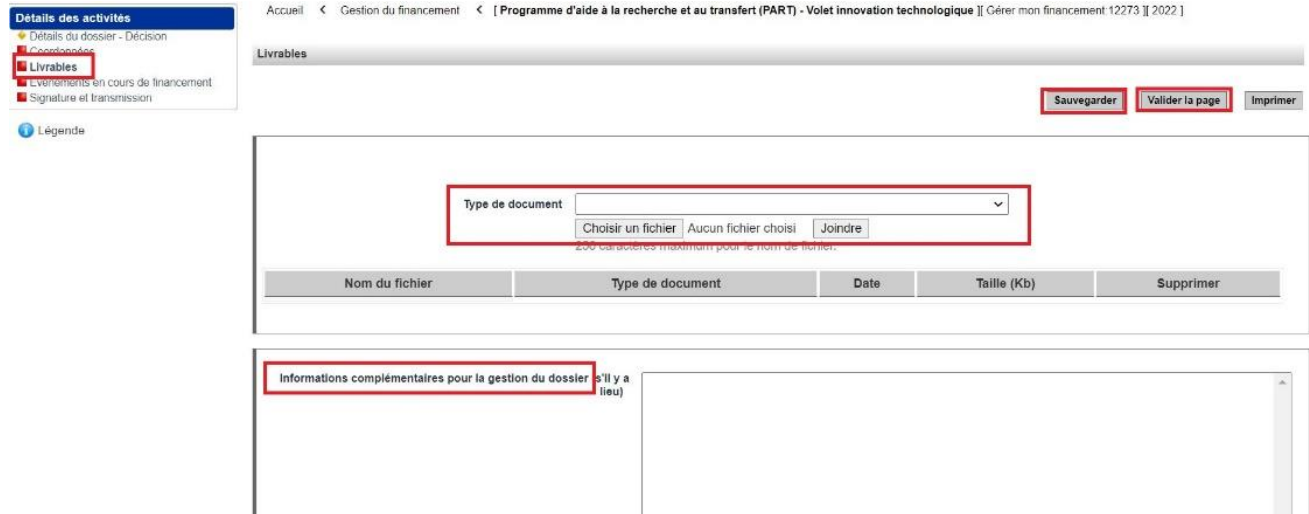 Détails des activités
Détails du dossier - Décision
Coordonnées
Livrables
Evénements en cours de financement
Signature et transmission
Légende
Accueil < Gestion du financement < [ Programme d'aide à la recherche et au transfert (PART) - Volet innovation technologique ][ Gérer mon financement 12273 ][ 2022 ]
Livrables
Sauvegarder Valider la page Imprimer
Type de document
Choisir un fichier Aucun fichier choisi Joindre
250 caractères maximum pour le nom de fichier.
Nom du fichier Type de document Date Taille (Kb) Supprimer
Informations complémentaires pour la gestion du dossier s'il y a
lieu)